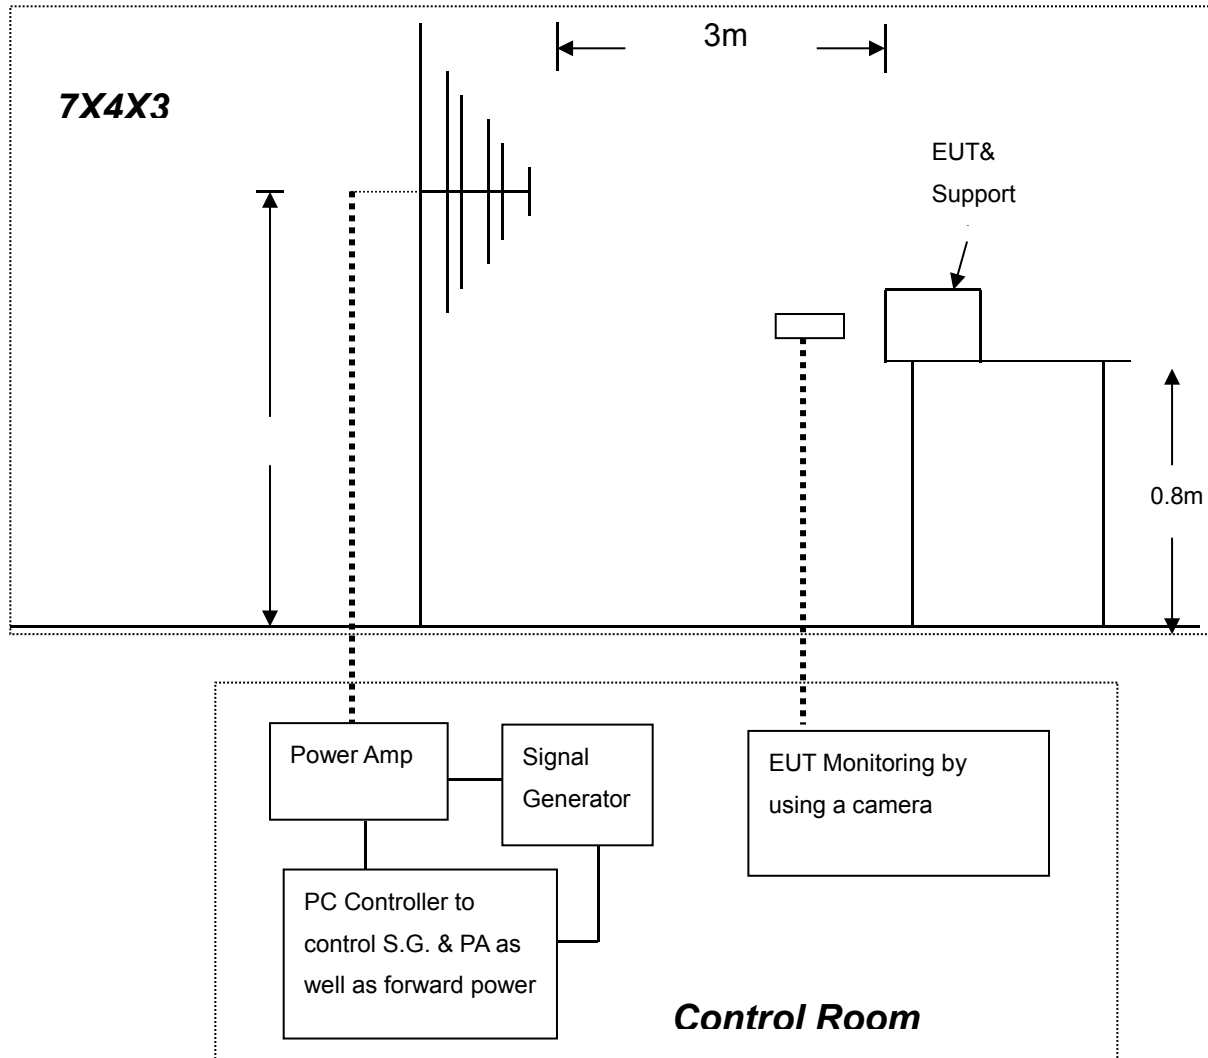 3m
7X4X3
EUT&
Support
0.8m
Power Amp
Signal
Generator
EUT Monitoring by
using a camera
PC Controller to
control S.G. & PA as
well as forward power
Control Room